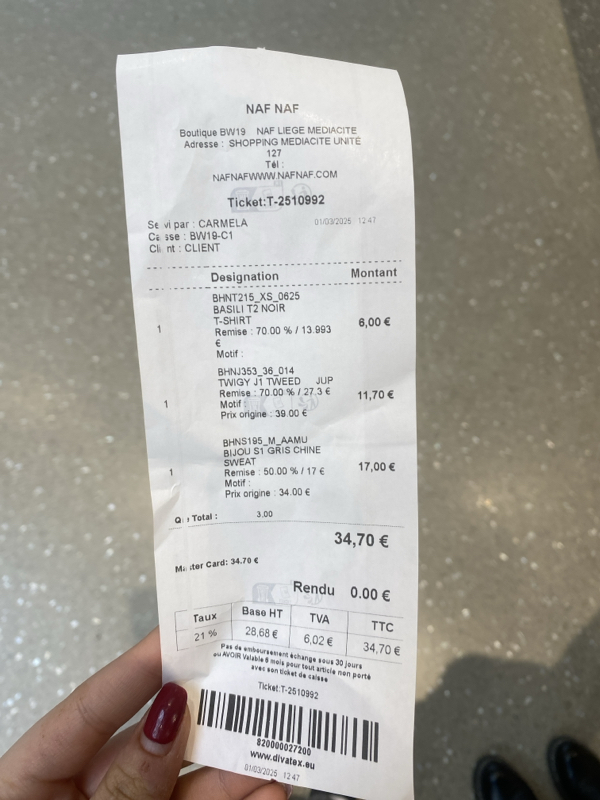 NAF NAF
Boutique BW19 NAF LIEGE MEDIACITE
Adresse : SHOPPING MEDIACITE UNITE
127
Tél :
NAFNAFWWW.NAFNAF.COM
Ticket:T-2510992
Servi par : CARMELA 01/03/2025 12:47
Caisse : BW19-C1
Client : CLIENT
Designation Montant
BHNT215_XS_0625
BASILI T2 NOIR
T-SHIRT
1 Remise : 70.00 % / 13.993 6,00 €
€
Motif :
BHNJ353_36_014
TWIGY J1 TWEED JUP
Remise : 70.00 % / 27.3 € 11,70 €
1 Motif :
Prix origine : 39.00 €
BHNS195_M_AAMU
BIJOU S1 GRIS CHINE
SWEAT 17,00 €
1 Remise : 50.00 % / 17 €
Motif :
Prix origine : 34.00 €
Qte Total : 3.00
34,70 €
Master Card: 34.70 €
Rendu 0.00 €
Taux Base HT TVA TTC
21 % 28,68 € 6,02 € 34,70 €
Pas de emboursement échange sous 30 jours
ou AVOIR Valable 6 mois pour tout article non porté
avec son ticket de caisse
Ticket:T-2510992
820000027200
www.divatex.eu
01/03/2025 12:47